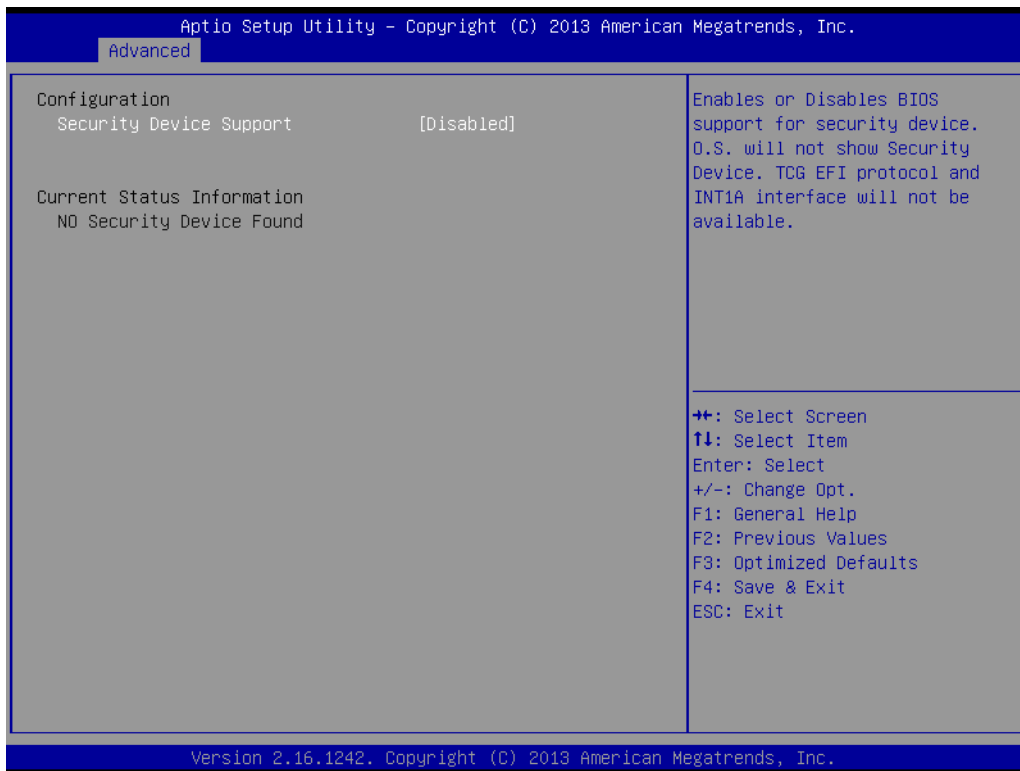 Aptio Setup Utility – Copyright (C) 2013 American Megatrends, Inc.
Advanced
Configuration
Security Device Support [Disabled]
Current Status Information
NO Security Device Found
Enables or Disables BIOS
support for security device.
O.S. will not show Security
Device. TCG EFI protocol and
INT1A interface will not be
available.
→←: Select Screen
↑↓: Select Item
Enter: Select
+/-: Change Opt.
F1: General Help
F2: Previous Values
F3: Optimized Defaults
F4: Save & Exit
ESC: Exit
Version 2.16.1242. Copyright (C) 2013 American Megatrends, Inc.